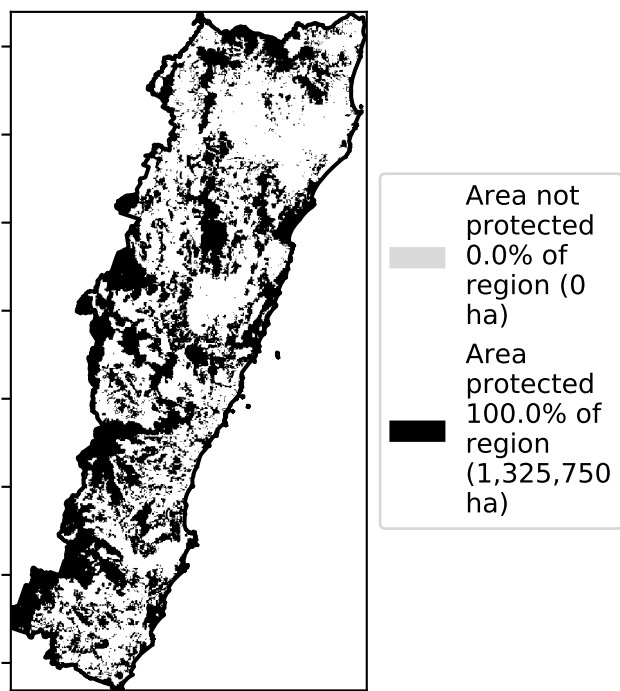 Area not
protected
0.0% of
region (0
ha)
Area
protected
100.0% of
region
(1,325,750
ha)